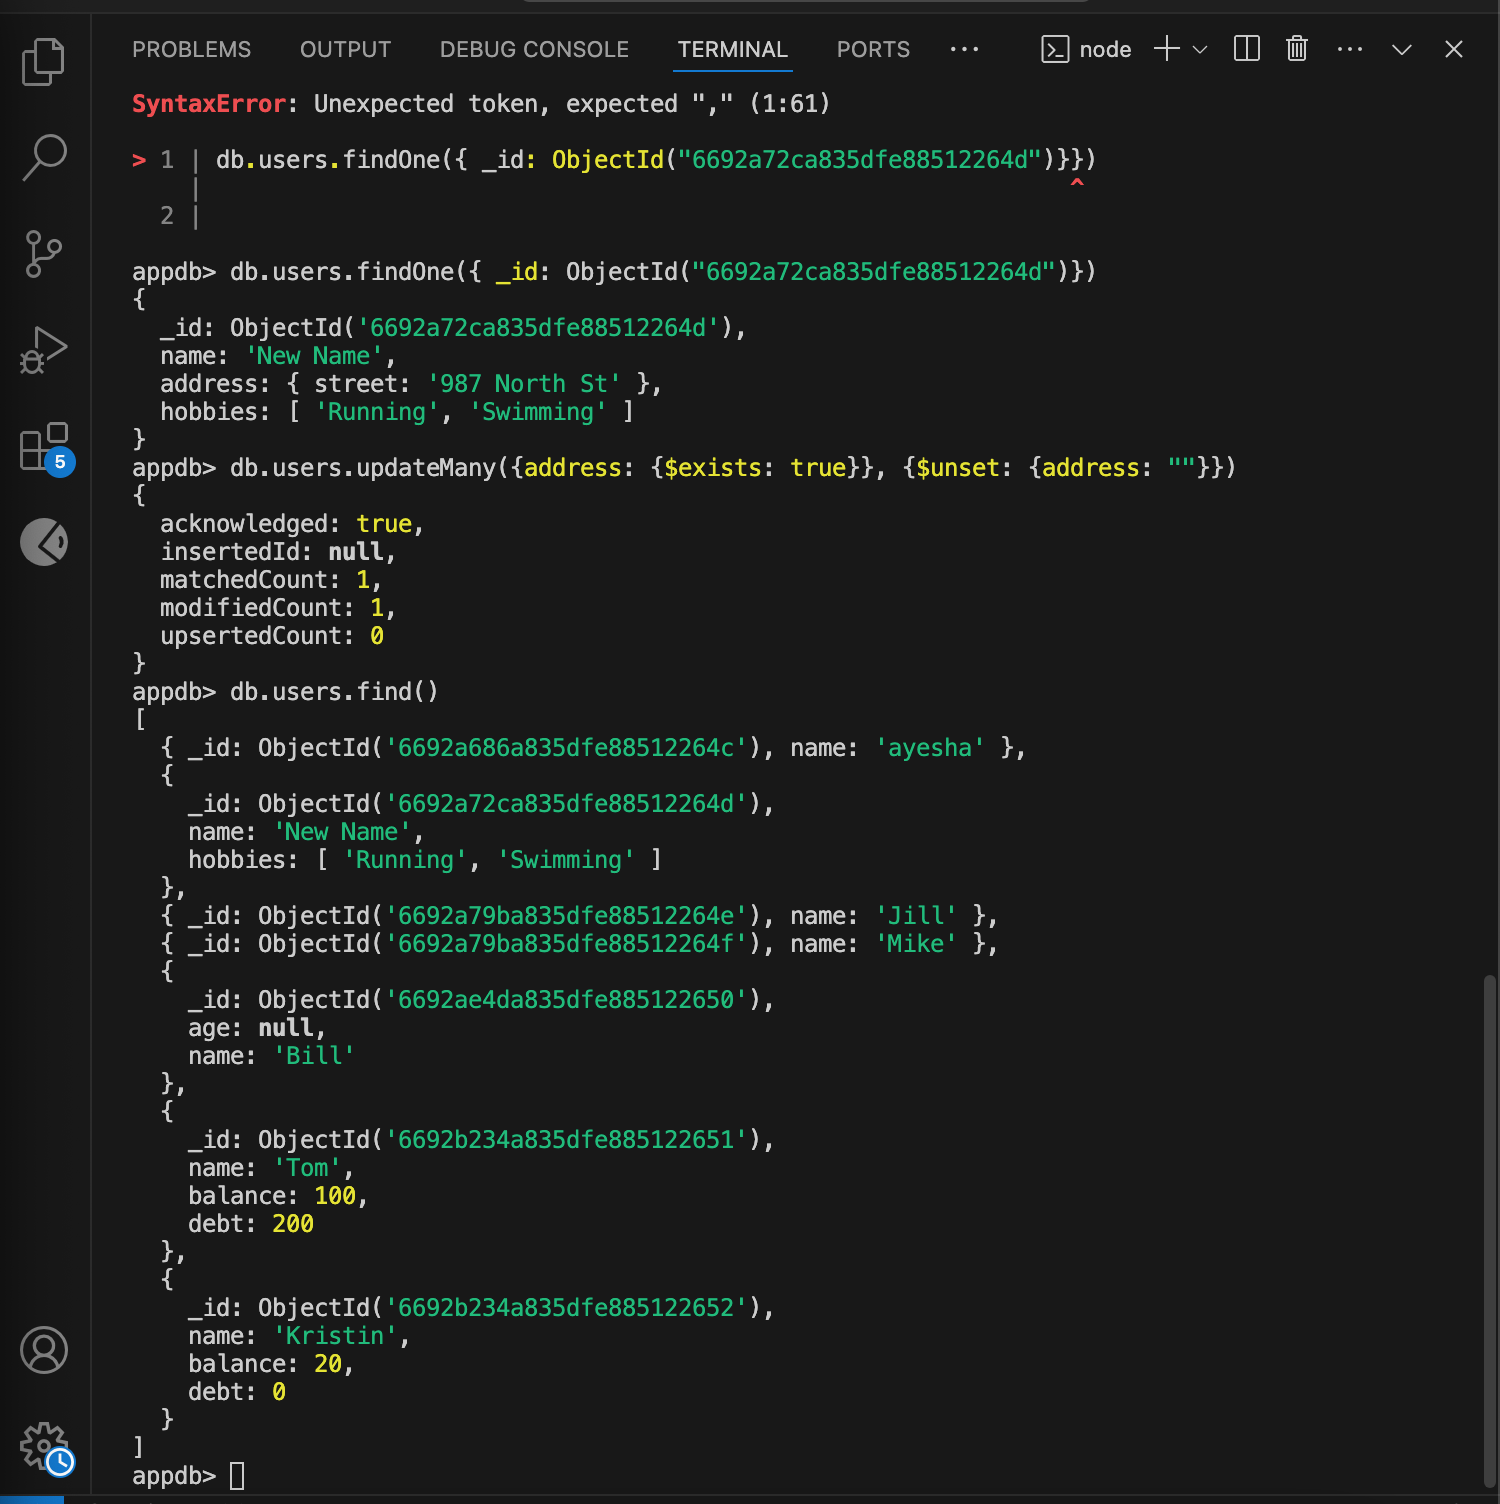 PROBLEMS OUTPUT DEBUG CONSOLE TERMINAL PORTS ... node
SyntaxError: Unexpected token, expected "," (1:61)
> 1 | db.users.findOne({ _id: ObjectId("6692a72ca835dfe88512264d")}})
| ^
2 |
appdb> db.users.findOne({ _id: ObjectId("6692a72ca835dfe88512264d")})
{
_id: ObjectId('6692a72ca835dfe88512264d'),
name: 'New Name',
address: { street: '987 North St' },
hobbies: [ 'Running', 'Swimming' ]
}
appdb> db.users.updateMany({address: {$exists: true}}, {$unset: {address: ""}})
{
acknowledged: true,
insertedId: null,
matchedCount: 1,
modifiedCount: 1,
upsertedCount: 0
}
appdb> db.users.find()
[
{ _id: ObjectId('6692a686a835dfe88512264c'), name: 'ayesha' },
{
_id: ObjectId('6692a72ca835dfe88512264d'),
name: 'New Name',
hobbies: [ 'Running', 'Swimming' ]
},
{ _id: ObjectId('6692a79ba835dfe88512264e'), name: 'Jill' },
{ _id: ObjectId('6692a79ba835dfe88512264f'), name: 'Mike' },
{
_id: ObjectId('6692ae4da835dfe885122650'),
age: null,
name: 'Bill'
},
{
_id: ObjectId('6692b234a835dfe885122651'),
name: 'Tom',
balance: 100,
debt: 200
},
{
_id: ObjectId('6692b234a835dfe885122652'),
name: 'Kristin',
balance: 20,
debt: 0
}
]
appdb>
5